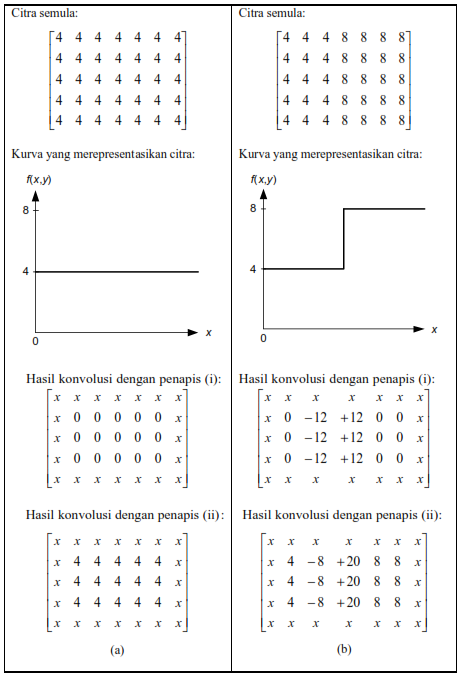 Citra semula:
4 4 4 4 4 4 4
4 4 4 4 4 4 4
4 4 4 4 4 4 4
4 4 4 4 4 4 4
4 4 4 4 4 4 4
Kurva yang merepresentasikan citra:
f(x,y)
8
4
0
x
Hasil konvolusi dengan penapis (i):
x x x x x x x
x 0 0 0 0 0 x
x 0 0 0 0 0 x
x 0 0 0 0 0 x
x x x x x x x
Hasil konvolusi dengan penapis (ii):
x x x x x x x
x 4 4 4 4 4 x
x 4 4 4 4 4 x
x 4 4 4 4 4 x
x x x x x x x
(a)
Citra semula:
4 4 4 8 8 8 8
4 4 4 8 8 8 8
4 4 4 8 8 8 8
4 4 4 8 8 8 8
4 4 4 8 8 8 8
Kurva yang merepresentasikan citra:
f(x,y)
8
4
0
x
Hasil konvolusi dengan penapis (i):
x x x x x x x
x 0 −12 +12 0 0 x
x 0 −12 +12 0 0 x
x 0 −12 +12 0 0 x
x x x x x x x
Hasil konvolusi dengan penapis (ii):
x x x x x x x
x 4 −8 +20 8 8 x
x 4 −8 +20 8 8 x
x 4 −8 +20 8 8 x
x x x x x x x
(b)